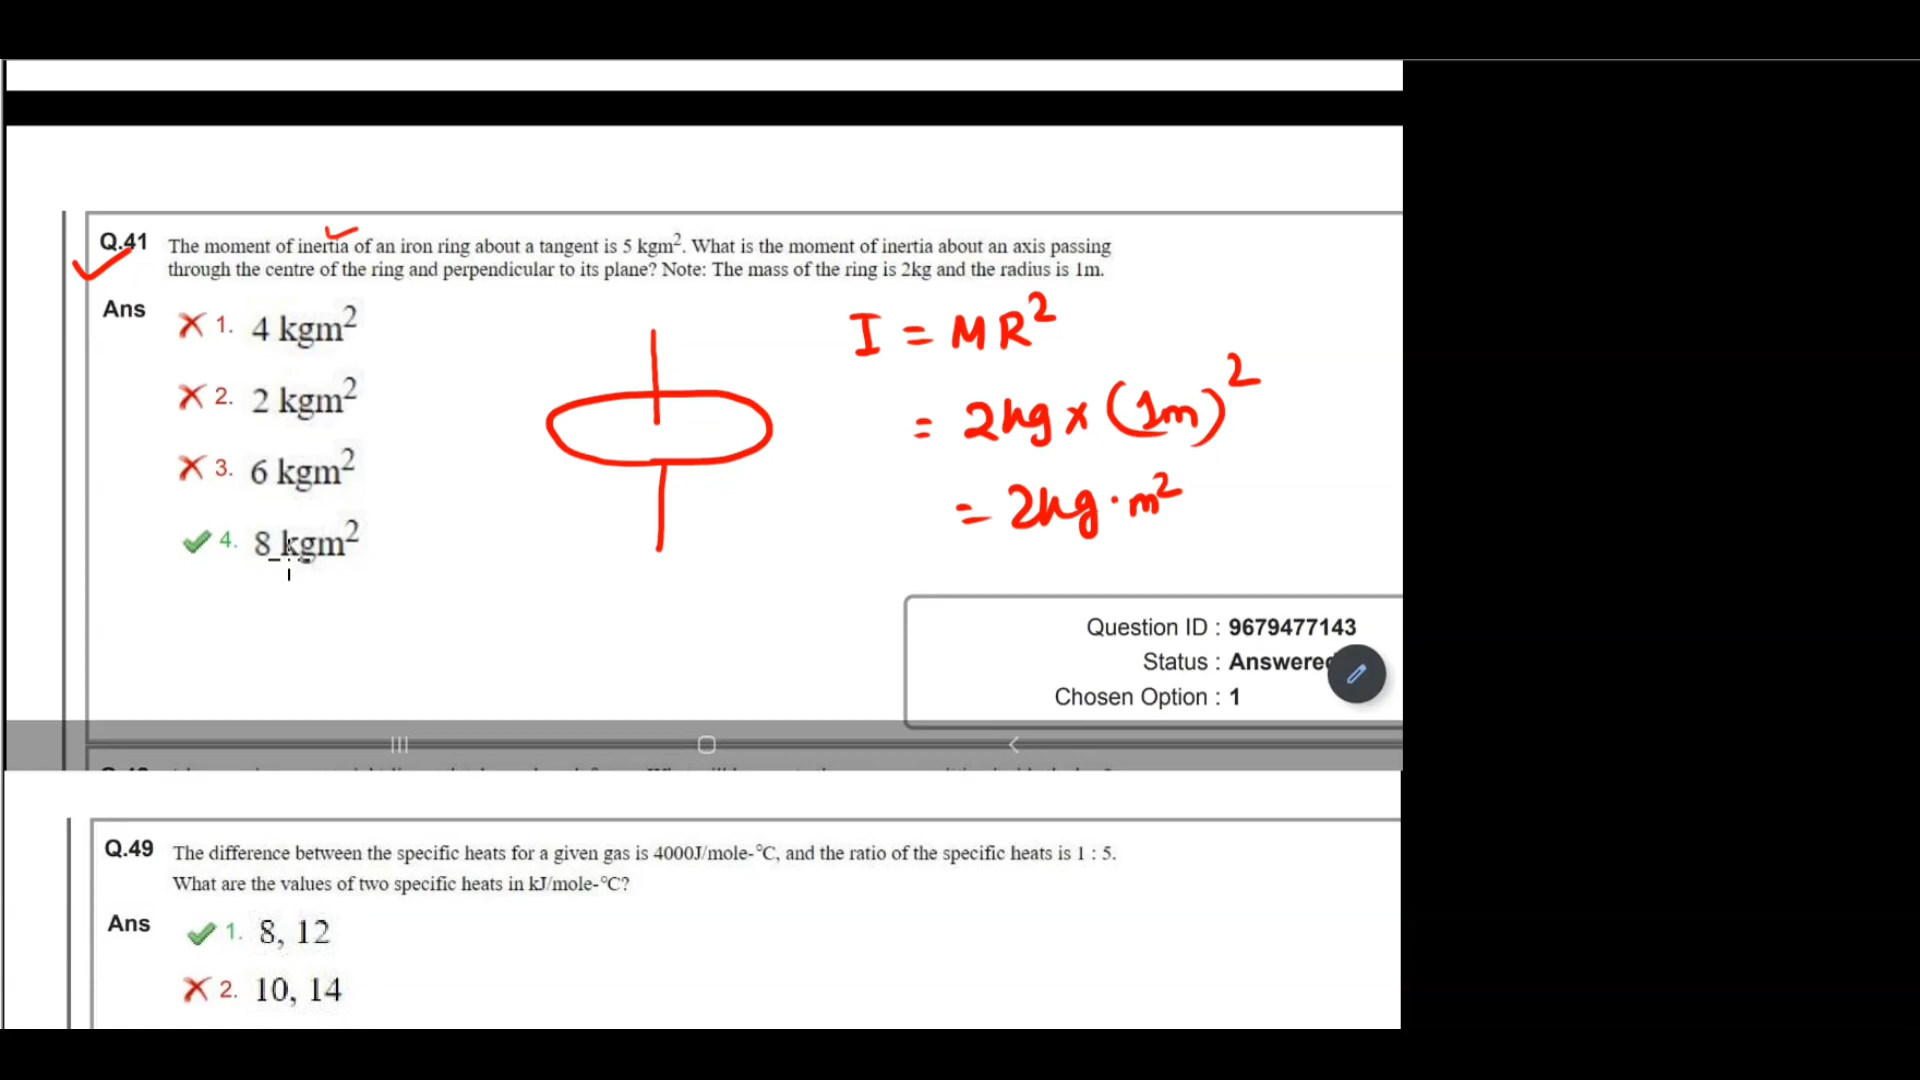 Q.41 The moment of inertia of an iron ring about a tangent is 5 kgm². What is the moment of inertia about an axis passing
through the centre of the ring and perpendicular to its plane? Note: The mass of the ring is 2kg and the radius is 1m.
Ans
1. 4 kgm²
2. 2 kgm²
3. 6 kgm²
4. 8 kgm²
I = MR²
= 2kg x (1m)²
= 2kg·m²
Question ID : 9679477143
Status : Answered
Chosen Option : 1
Q.49 The difference between the specific heats for a given gas is 4000J/mole-°C, and the ratio of the specific heats is 1 : 5.
What are the values of two specific heats in kJ/mole-°C?
Ans
1. 8, 12
2. 10, 14